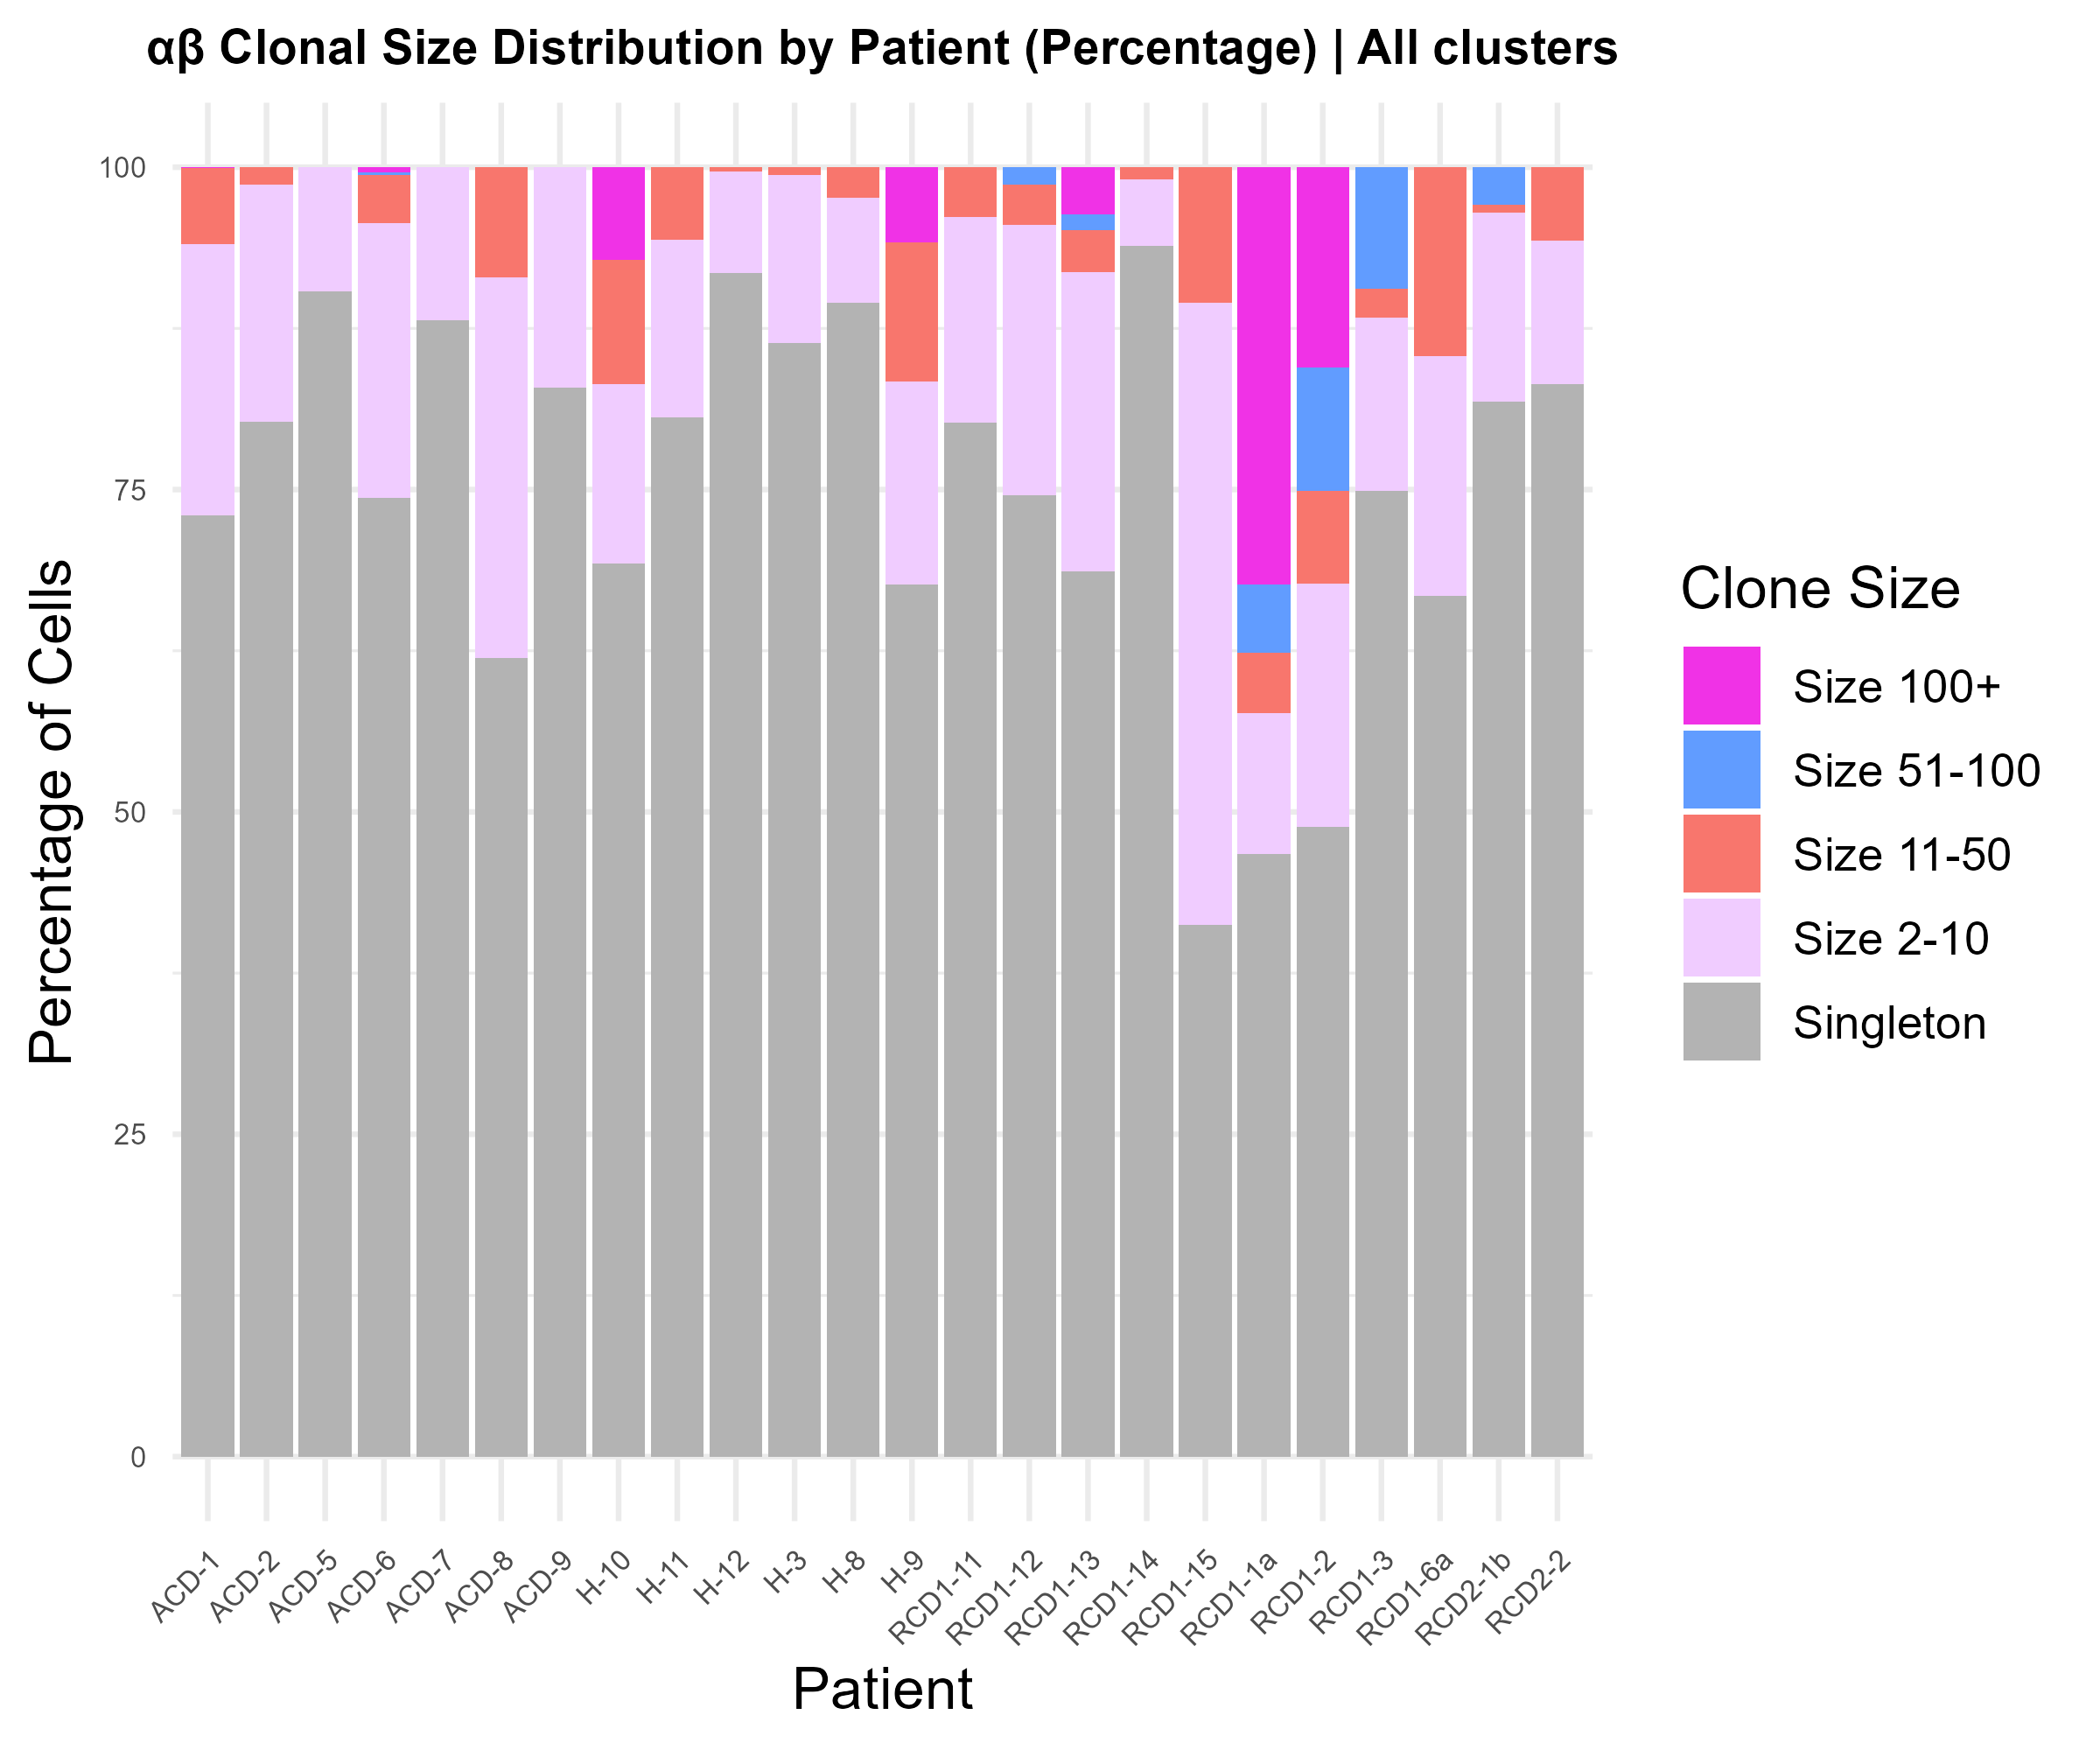 αβ Clonal Size Distribution by Patient (Percentage) | All clusters
Percentage of Cells
100
75
50
25
0
ACD-1
ACD-2
ACD-5
ACD-6
ACD-7
ACD-8
ACD-9
H-10
H-11
H-12
H-3
H-8
H-9
RCD1-11
RCD1-12
RCD1-13
RCD1-14
RCD1-15
RCD1-1a
RCD1-2
RCD1-3
RCD1-6a
RCD2-1b
RCD2-2
Patient
Clone Size
Size 100+
Size 51-100
Size 11-50
Size 2-10
Singleton